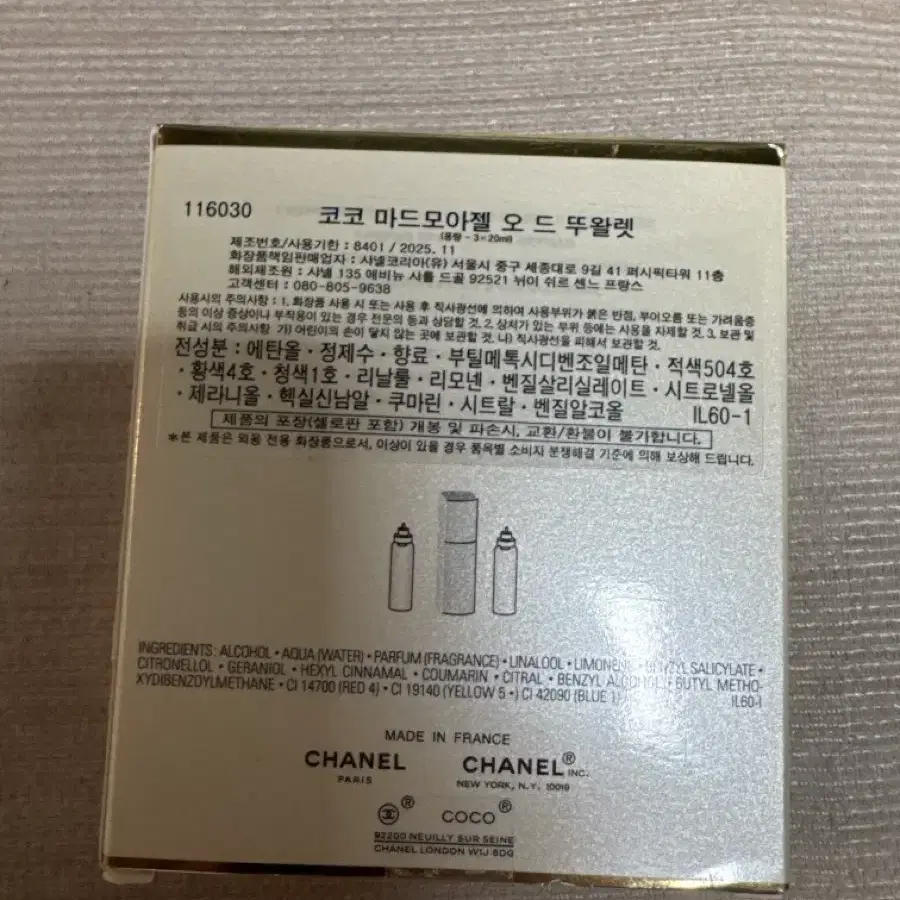 116030
코코 마드모아젤 오 드 뚜왈렛
(용량 - 3×20ml)
제조번호/사용기한 : 8401 / 2025. 11
화장품책임판매업자 : 샤넬코리아(유) 서울시 중구 세종대로 9길 41 퍼시픽타워 11층
해외제조원 : 샤넬 135 에비뉴 샤를 드골 92521 뉘이 쉬르 센느 프랑스
고객센터 : 080-805-9638
사용시의 주의사항 : 1. 화장품 사용 시 또는 사용 후 직사광선에 의하여 사용부위가 붉은 반점, 부어오름 또는 가려움증
등의 이상 증상이나 부작용이 있는 경우 전문의 등과 상담할 것, 2. 상처가 있는 부위 등에는 사용을 자제할 것. 3. 보관 및
취급 시의 주의사항 가) 어린이의 손이 닿지 않는 곳에 보관할 것, 나) 직사광선을 피해서 보관할 것.
전성분 : 에탄올 · 정제수 · 향료 · 부틸메톡시디벤조일메탄 · 적색504호
· 황색4호 · 청색1호 · 리날룰 · 리모넨 · 벤질살리실레이트 · 시트로넬올
· 제라니올 · 헥실신남알 · 쿠마린 · 시트랄 · 벤질알코올 IL60-1
제품의 포장(셀로판 포함) 개봉 및 파손시, 교환/환불이 불가합니다.
*본 제품은 외용 전용 화장품으로서, 이상이 있을 경우 품목별 소비자 분쟁해결 기준에 의해 보상해 드립니다.
INGREDIENTS: ALCOHOL • AQUA (WATER) • PARFUM (FRAGRANCE) • LINALOOL • LIMONENE • BENZYL SALICYLATE •
CITRONELLOL • GERANIOL • HEXYL CINNAMAL • COUMARIN • CITRAL • BENZYL ALCOHOL • BUTYL METHO-
XYDIBENZOYLMETHANE • CI 14700 (RED 4) • CI 19140 (YELLOW 5) • CI 42090 (BLUE 1) IL60-1
MADE IN FRANCE
CHANEL CHANEL® INC.
PARIS NEW YORK, N.Y. 10019
® COCO®
92200 NEUILLY SUR SEINE
CHANEL LONDON W1J 6DG